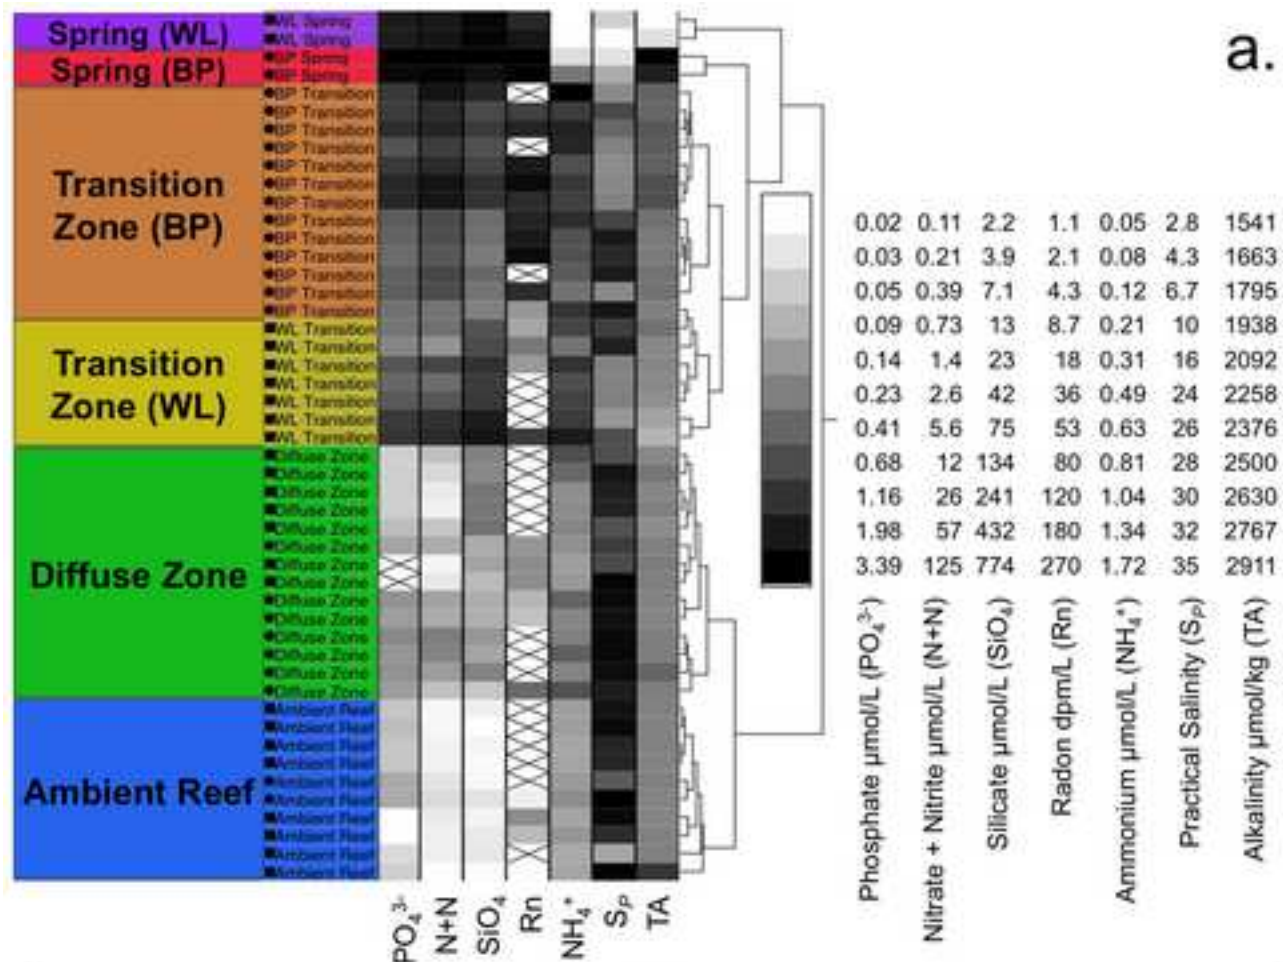 a.
Spring (WL)
Spring (BP)
Transition
Zone (BP)
Transition
Zone (WL)
Diffuse Zone
Ambient Reef
WL Spring
WL Spring
BP Spring
BP Spring
BP Transition
BP Transition
BP Transition
BP Transition
BP Transition
BP Transition
BP Transition
BP Transition
BP Transition
BP Transition
BP Transition
BP Transition
BP Transition
WL Transition
WL Transition
WL Transition
WL Transition
WL Transition
WL Transition
WL Transition
Diffuse Zone
Diffuse Zone
Diffuse Zone
Diffuse Zone
Diffuse Zone
Diffuse Zone
Diffuse Zone
Diffuse Zone
Diffuse Zone
Diffuse Zone
Diffuse Zone
Diffuse Zone
Diffuse Zone
Diffuse Zone
Ambient Reef
Ambient Reef
Ambient Reef
Ambient Reef
Ambient Reef
Ambient Reef
Ambient Reef
Ambient Reef
Ambient Reef
Ambient Reef
PO₄³⁻
N+N
SiO₄
Rn
NH₄⁺
Sₚ
TA
0.02 0.11 2.2 1.1 0.05 2.8 1541
0.03 0.21 3.9 2.1 0.08 4.3 1663
0.05 0.39 7.1 4.3 0.12 6.7 1795
0.09 0.73 13 8.7 0.21 10 1938
0.14 1.4 23 18 0.31 16 2092
0.23 2.6 42 36 0.49 24 2258
0.41 5.6 75 53 0.63 26 2376
0.68 12 134 80 0.81 28 2500
1.16 26 241 120 1.04 30 2630
1.98 57 432 180 1.34 32 2767
3.39 125 774 270 1.72 35 2911
Phosphate µmol/L (PO₄³⁻)
Nitrate + Nitrite µmol/L (N+N)
Silicate µmol/L (SiO₄)
Radon dpm/L (Rn)
Ammonium µmol/L (NH₄⁺)
Practical Salinity (Sₚ)
Alkalinity µmol/kg (TA)